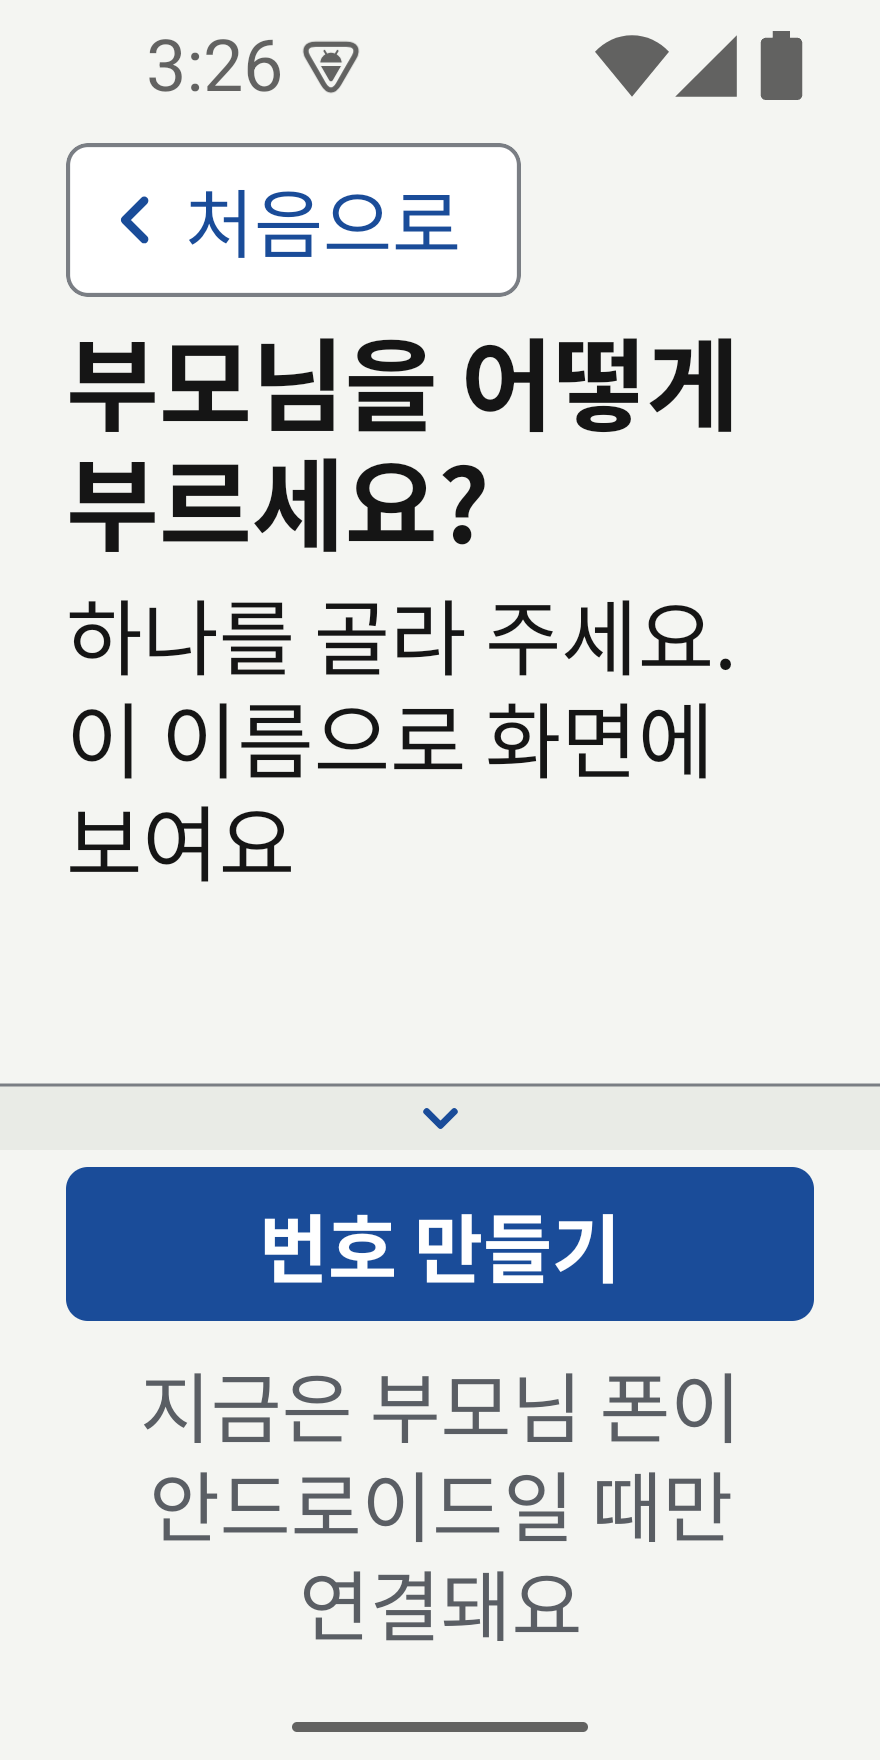 3:26
처음으로
부모님을 어떻게
부르세요?
하나를 골라 주세요.
이 이름으로 화면에
보여요
번호 만들기
지금은 부모님 폰이
안드로이드일 때만
연결돼요